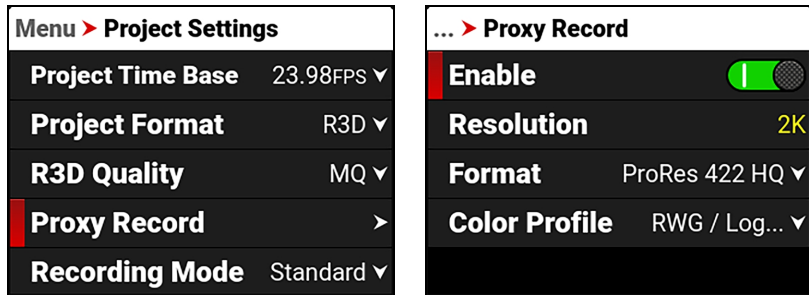 Menu > Project Settings
Project Time Base 23.98FPS
Project Format R3D
R3D Quality MQ
Proxy Record
Recording Mode Standard
... > Proxy Record
Enable
Resolution 2K
Format ProRes 422 HQ
Color Profile RWG / Log...